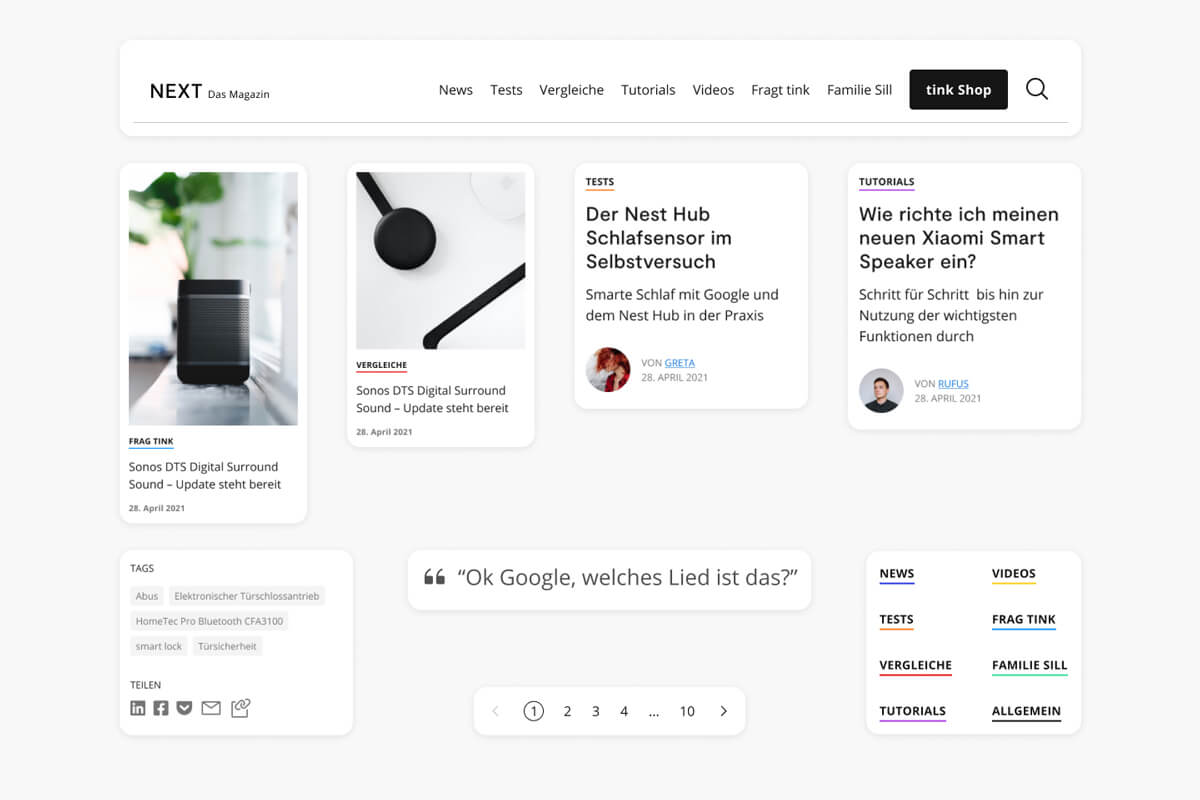 NEXT Das Magazin
News Tests Vergleiche Tutorials Videos Fragt tink Familie Sill tink Shop
FRAG TINK
Sonos DTS Digital Surround
Sound – Update steht bereit
28. April 2021
VERGLEICHE
Sonos DTS Digital Surround
Sound – Update steht bereit
28. April 2021
TESTS
Der Nest Hub
Schlafsensor im
Selbstversuch
Smarte Schlaf mit Google und
dem Nest Hub in der Praxis
VON GRETA
28. APRIL 2021
TUTORIALS
Wie richte ich meinen
neuen Xiaomi Smart
Speaker ein?
Schritt für Schritt bis hin zur
Nutzung der wichtigsten
Funktionen durch
VON RUFUS
28. APRIL 2021
TAGS
Abus Elektronischer Türschlossantrieb
HomeTec Pro Bluetooth CFA3100
smart lock Türsicherheit
TEILEN
“Ok Google, welches Lied ist das?”
1 2 3 4 ... 10
NEWS VIDEOS
TESTS FRAG TINK
VERGLEICHE FAMILIE SILL
TUTORIALS ALLGEMEIN